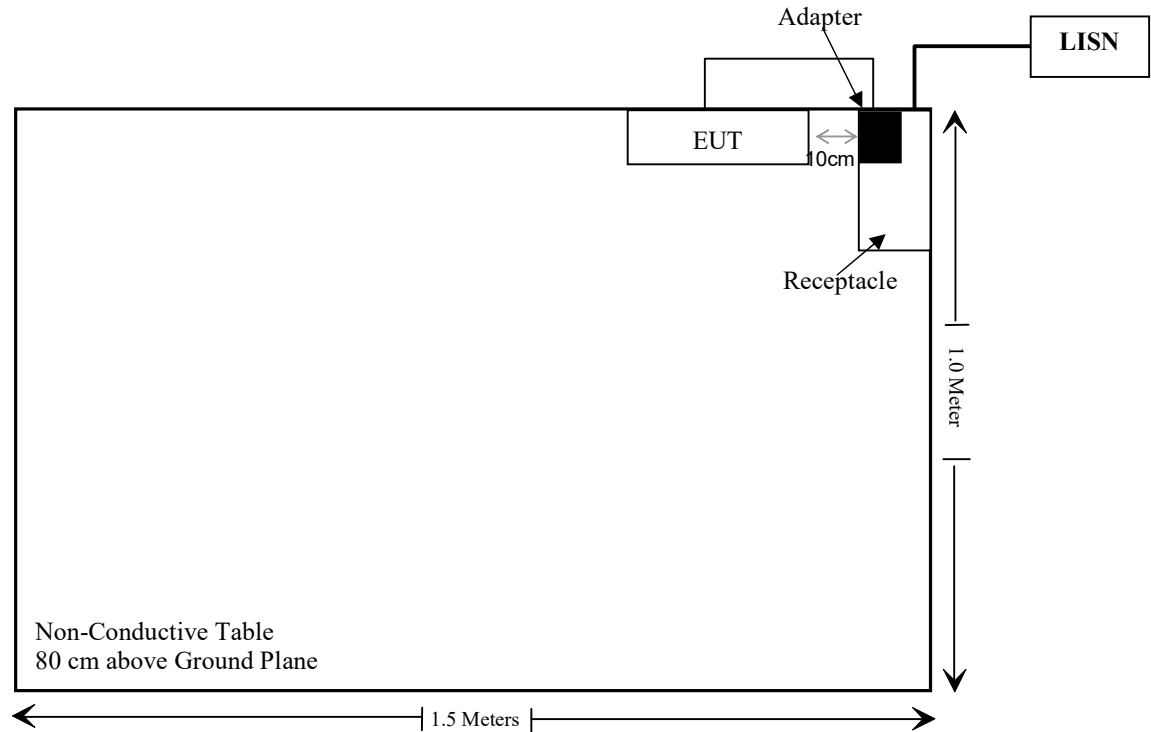 Adapter
LISN
EUT
10cm
Receptacle
1.0 Meter
Non-Conductive Table
80 cm above Ground Plane
1.5 Meters